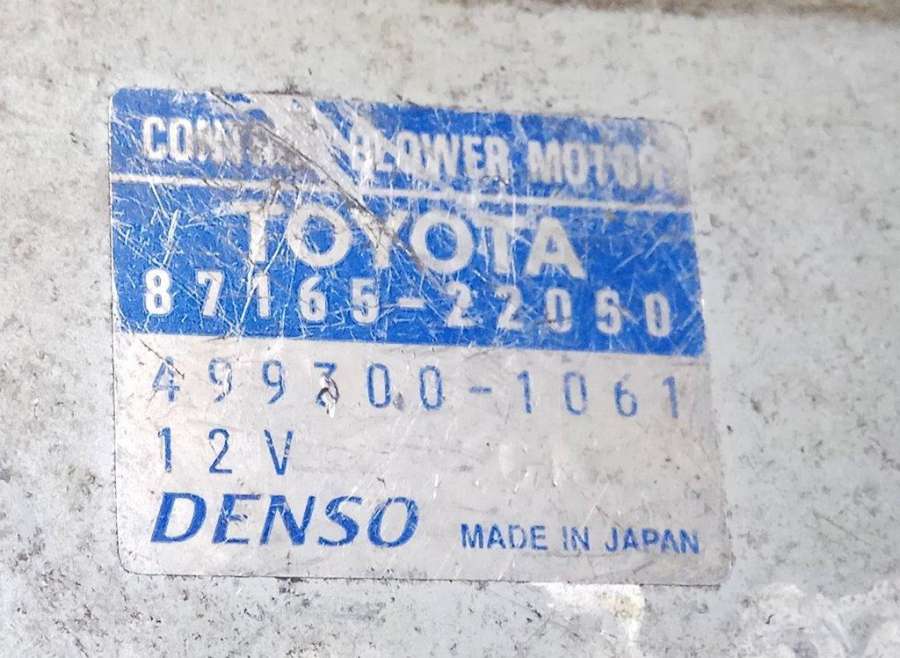 BLOWER MOTOR
TOYOTA
87165-22050
499300-1061
12V
DENSO MADE IN JAPAN